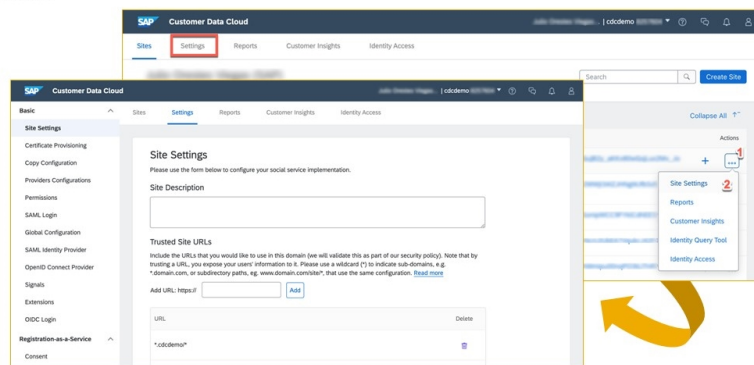 SAP Customer Data Cloud
| cdcdemo
Sites Settings Reports Customer Insights Identity Access
Search
Create Site
Collapse All
Actions
1
+ ...
Site Settings 2
Reports
Customer Insights
Identity Query Tool
Identity Access
SAP Customer Data Cloud
| cdcdemo
Sites Settings Reports Customer Insights Identity Access
Basic
Site Settings
Certificate Provisioning
Copy Configuration
Providers Configurations
Permissions
SAML Login
Global Configuration
SAML Identity Provider
OpenID Connect Provider
Signals
Extensions
OIDC Login
Registration-as-a-Service
Consent
Site Settings
Please use the form below to configure your social service implementation.
Site Description
Trusted Site URLs
Include the URLs that you would like to use in this domain (we will validate this as part of our security policy). Note that by
trusting a URL, you expose your users' information to it. Please use a wildcard (*) to indicate sub-domains, e.g.
*.domain.com, or subdirectory paths, eg. www.domain.com/site/*, that use the same configuration. Read more
Add URL: https:// Add
URL Delete
*.cdcdemo/*